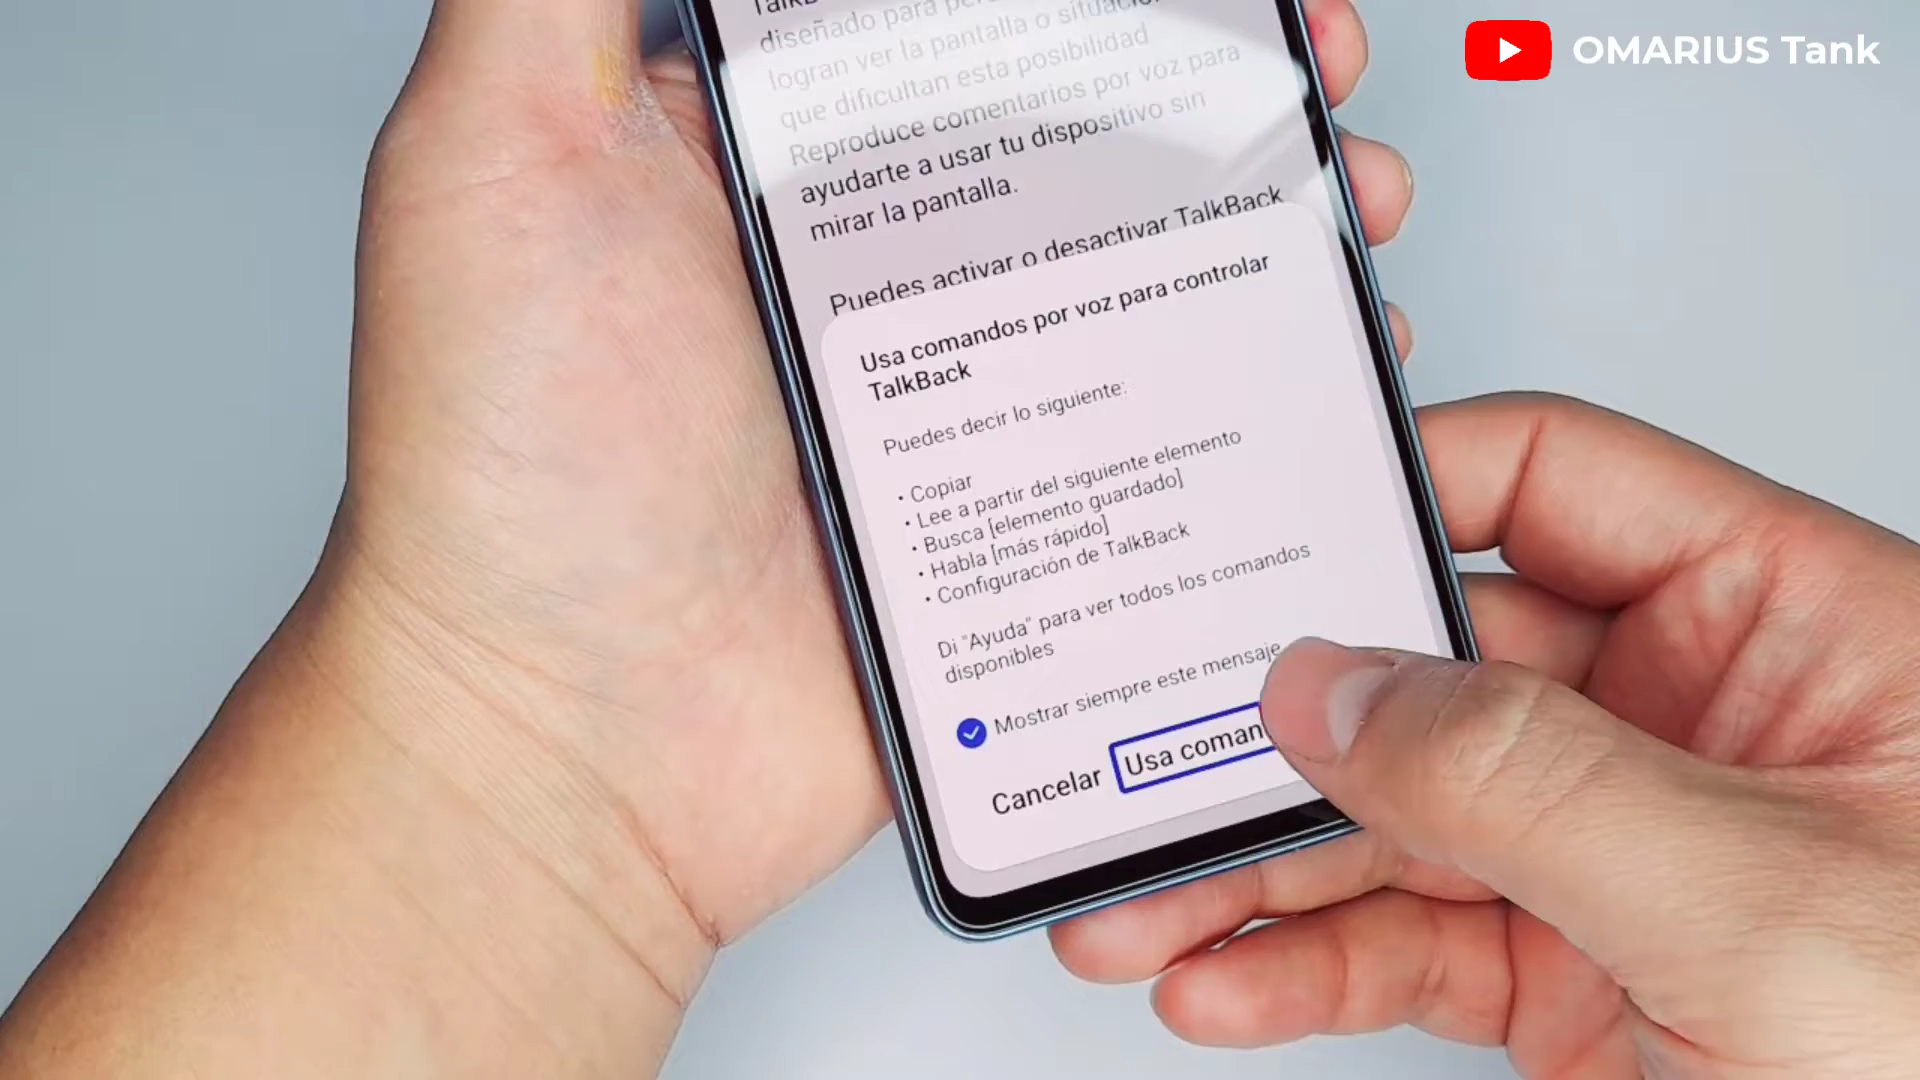 OMARIUS Tank
diseñado para
logran ver la pantalla o
que dificultan esta posibilidad
Reproduce comentarios por voz para
ayudarte a usar tu dispositivo sin
mirar la pantalla.
Puedes activar o desactivar TalkBack
Usa comandos por voz para controlar
TalkBack
Puedes decir lo siguiente:
• Copiar
• Lee a partir del siguiente elemento
• Busca [elemento guardado]
• Habla [más rápido]
• Configuración de TalkBack
Di "Ayuda" para ver todos los comandos
disponibles
Mostrar siempre este mensaje
Cancelar
Usa coman